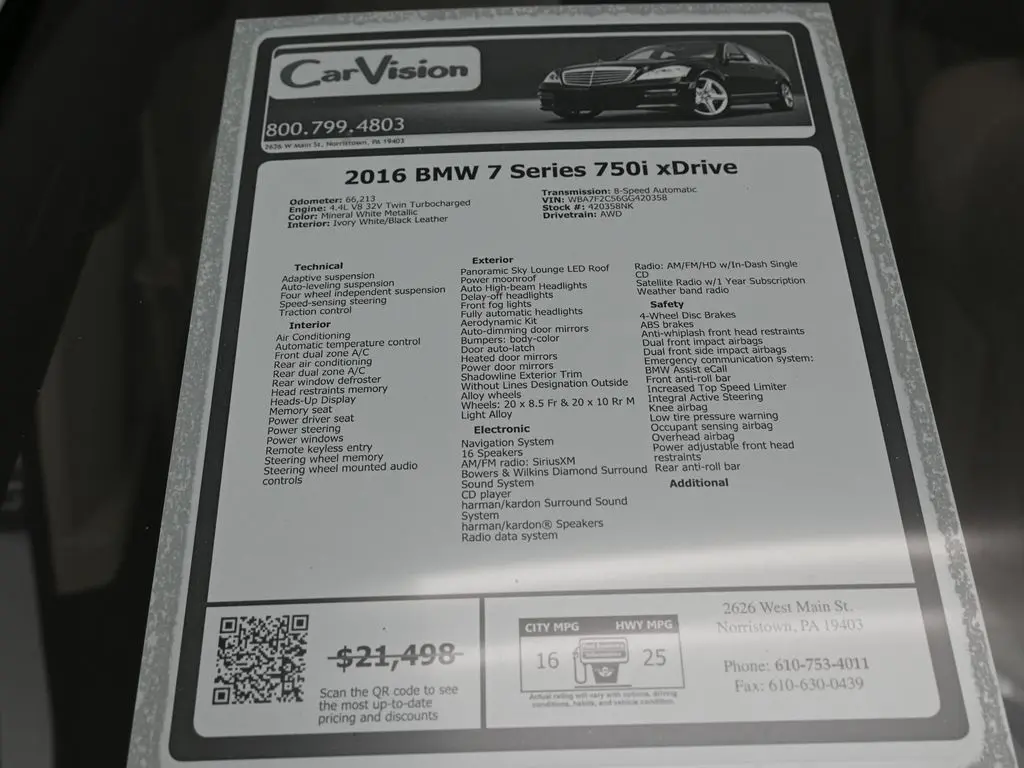 CarVision
800.799.4803
2626 W Main St, Norristown, PA 19403
2016 BMW 7 Series 750i xDrive
Odometer: 66,213
Engine: 4.4L V8 32V Twin Turbocharged
Color: Mineral White Metallic
Interior: Ivory White/Black Leather
Transmission: 8-Speed Automatic
VIN: WBA7F2C56GG420358
Stock #: 420358NK
Drivetrain: AWD
Technical
Adaptive suspension
Auto-leveling suspension
Four wheel independent suspension
Speed-sensing steering
Traction control
Interior
Air Conditioning
Automatic temperature control
Front dual zone A/C
Rear air conditioning
Rear dual zone A/C
Rear window defroster
Head restraints memory
Heads-Up Display
Memory seat
Power driver seat
Power steering
Power windows
Remote keyless entry
Steering wheel memory
Steering wheel mounted audio
controls
Exterior
Panoramic Sky Lounge LED Roof
Power moonroof
Auto High-beam Headlights
Delay-off headlights
Front fog lights
Fully automatic headlights
Aerodynamic Kit
Auto-dimming door mirrors
Bumpers: body-color
Door auto-latch
Heated door mirrors
Power door mirrors
Shadowline Exterior Trim
Without Lines Designation Outside
Alloy wheels
Wheels: 20 x 8.5 Fr & 20 x 10 Rr M
Light Alloy
Electronic
Navigation System
16 Speakers
AM/FM radio: SiriusXM
Bowers & Wilkins Diamond Surround
Sound System
CD player
harman/kardon Surround Sound
System
harman/kardon® Speakers
Radio data system
Radio: AM/FM/HD w/In-Dash Single
CD
Satellite Radio w/1 Year Subscription
Weather band radio
Safety
4-Wheel Disc Brakes
ABS brakes
Anti-whiplash front head restraints
Dual front impact airbags
Dual front side impact airbags
Emergency communication system:
BMW Assist eCall
Front anti-roll bar
Increased Top Speed Limiter
Integral Active Steering
Knee airbag
Low tire pressure warning
Occupant sensing airbag
Overhead airbag
Power adjustable front head
restraints
Rear anti-roll bar
Additional
$21,498
Scan the QR code to see
the most up-to-date
pricing and discounts
CITY MPG HWY MPG
16 25
Actual rating will vary with options, driving
conditions, habits, and vehicle condition.
2626 West Main St.
Norristown, PA 19403
Phone: 610-753-4011
Fax: 610-630-0439